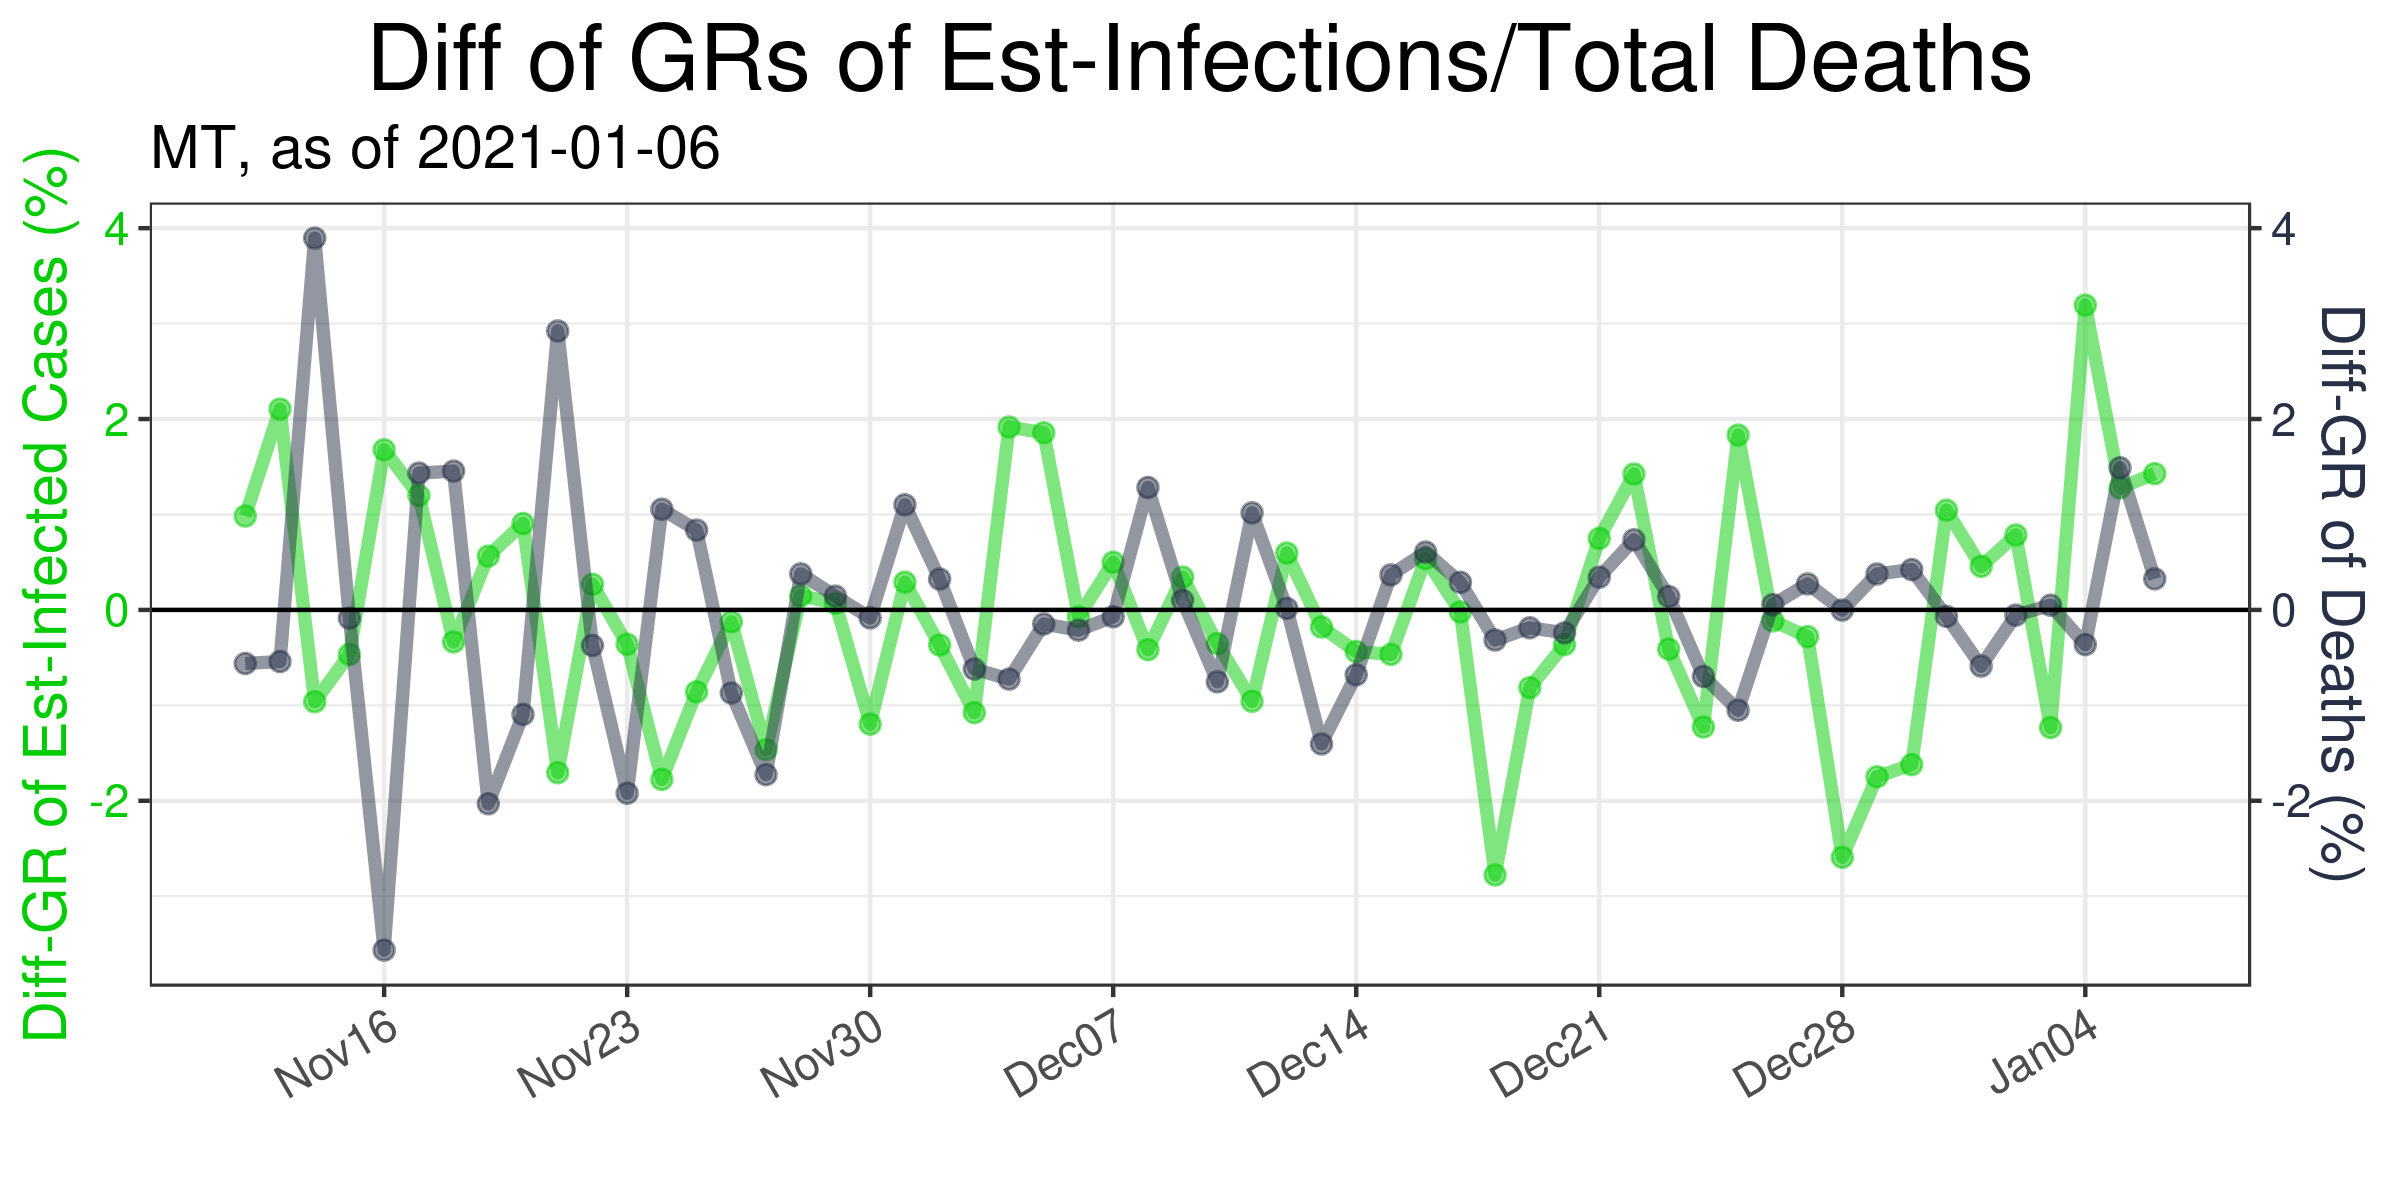 Diff of GRs of Est-Infections/Total Deaths
MT, as of 2021-01-06
Diff-GR of Est-Infected Cases (%)
4
2
0
-2
4
2
0
-2
Diff-GR of Deaths (%)
Nov16
Nov23
Nov30
Dec07
Dec14
Dec21
Dec28
Jan04